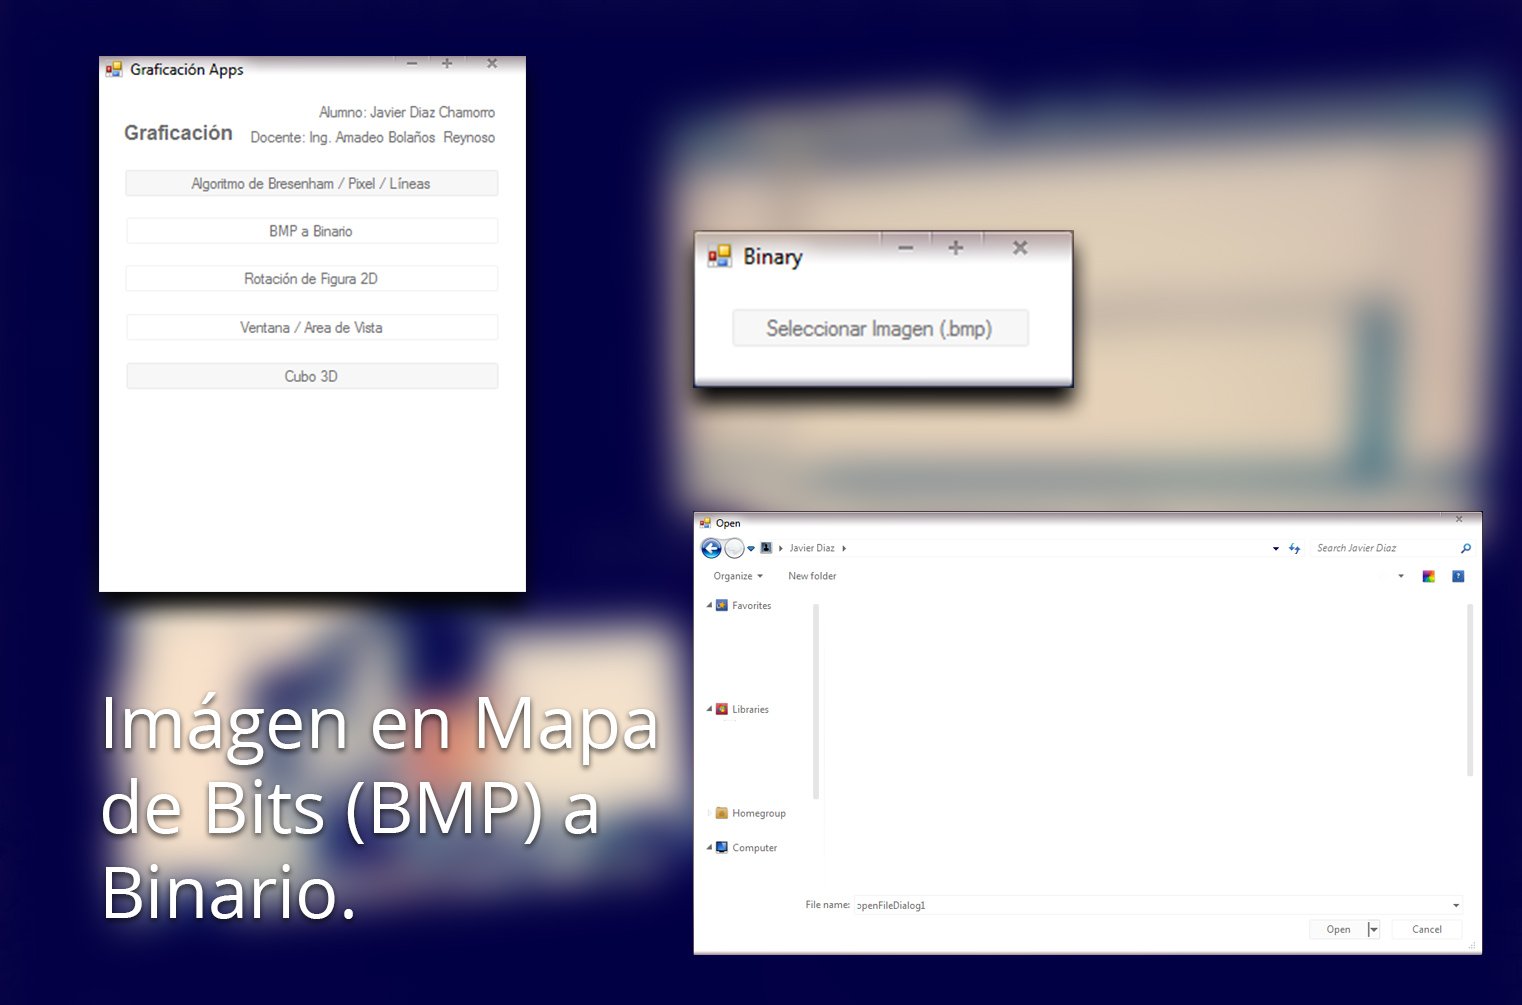 Graficación Apps
Alumno: Javier Diaz Chamorro
Graficación
Docente: Ing. Amadeo Bolaños Reynoso
Algoritmo de Bresenham / Pixel / Líneas
BMP a Binario
Rotación de Figura 2D
Ventana / Area de Vista
Cubo 3D
Binary
Seleccionar Imagen (.bmp)
Open
Javier Diaz
Search Javier Diaz
Organize
New folder
Favorites
Libraries
Homegroup
Computer
File name: openFileDialog1
Open
Cancel
Imágen en Mapa
de Bits (BMP) a
Binario.